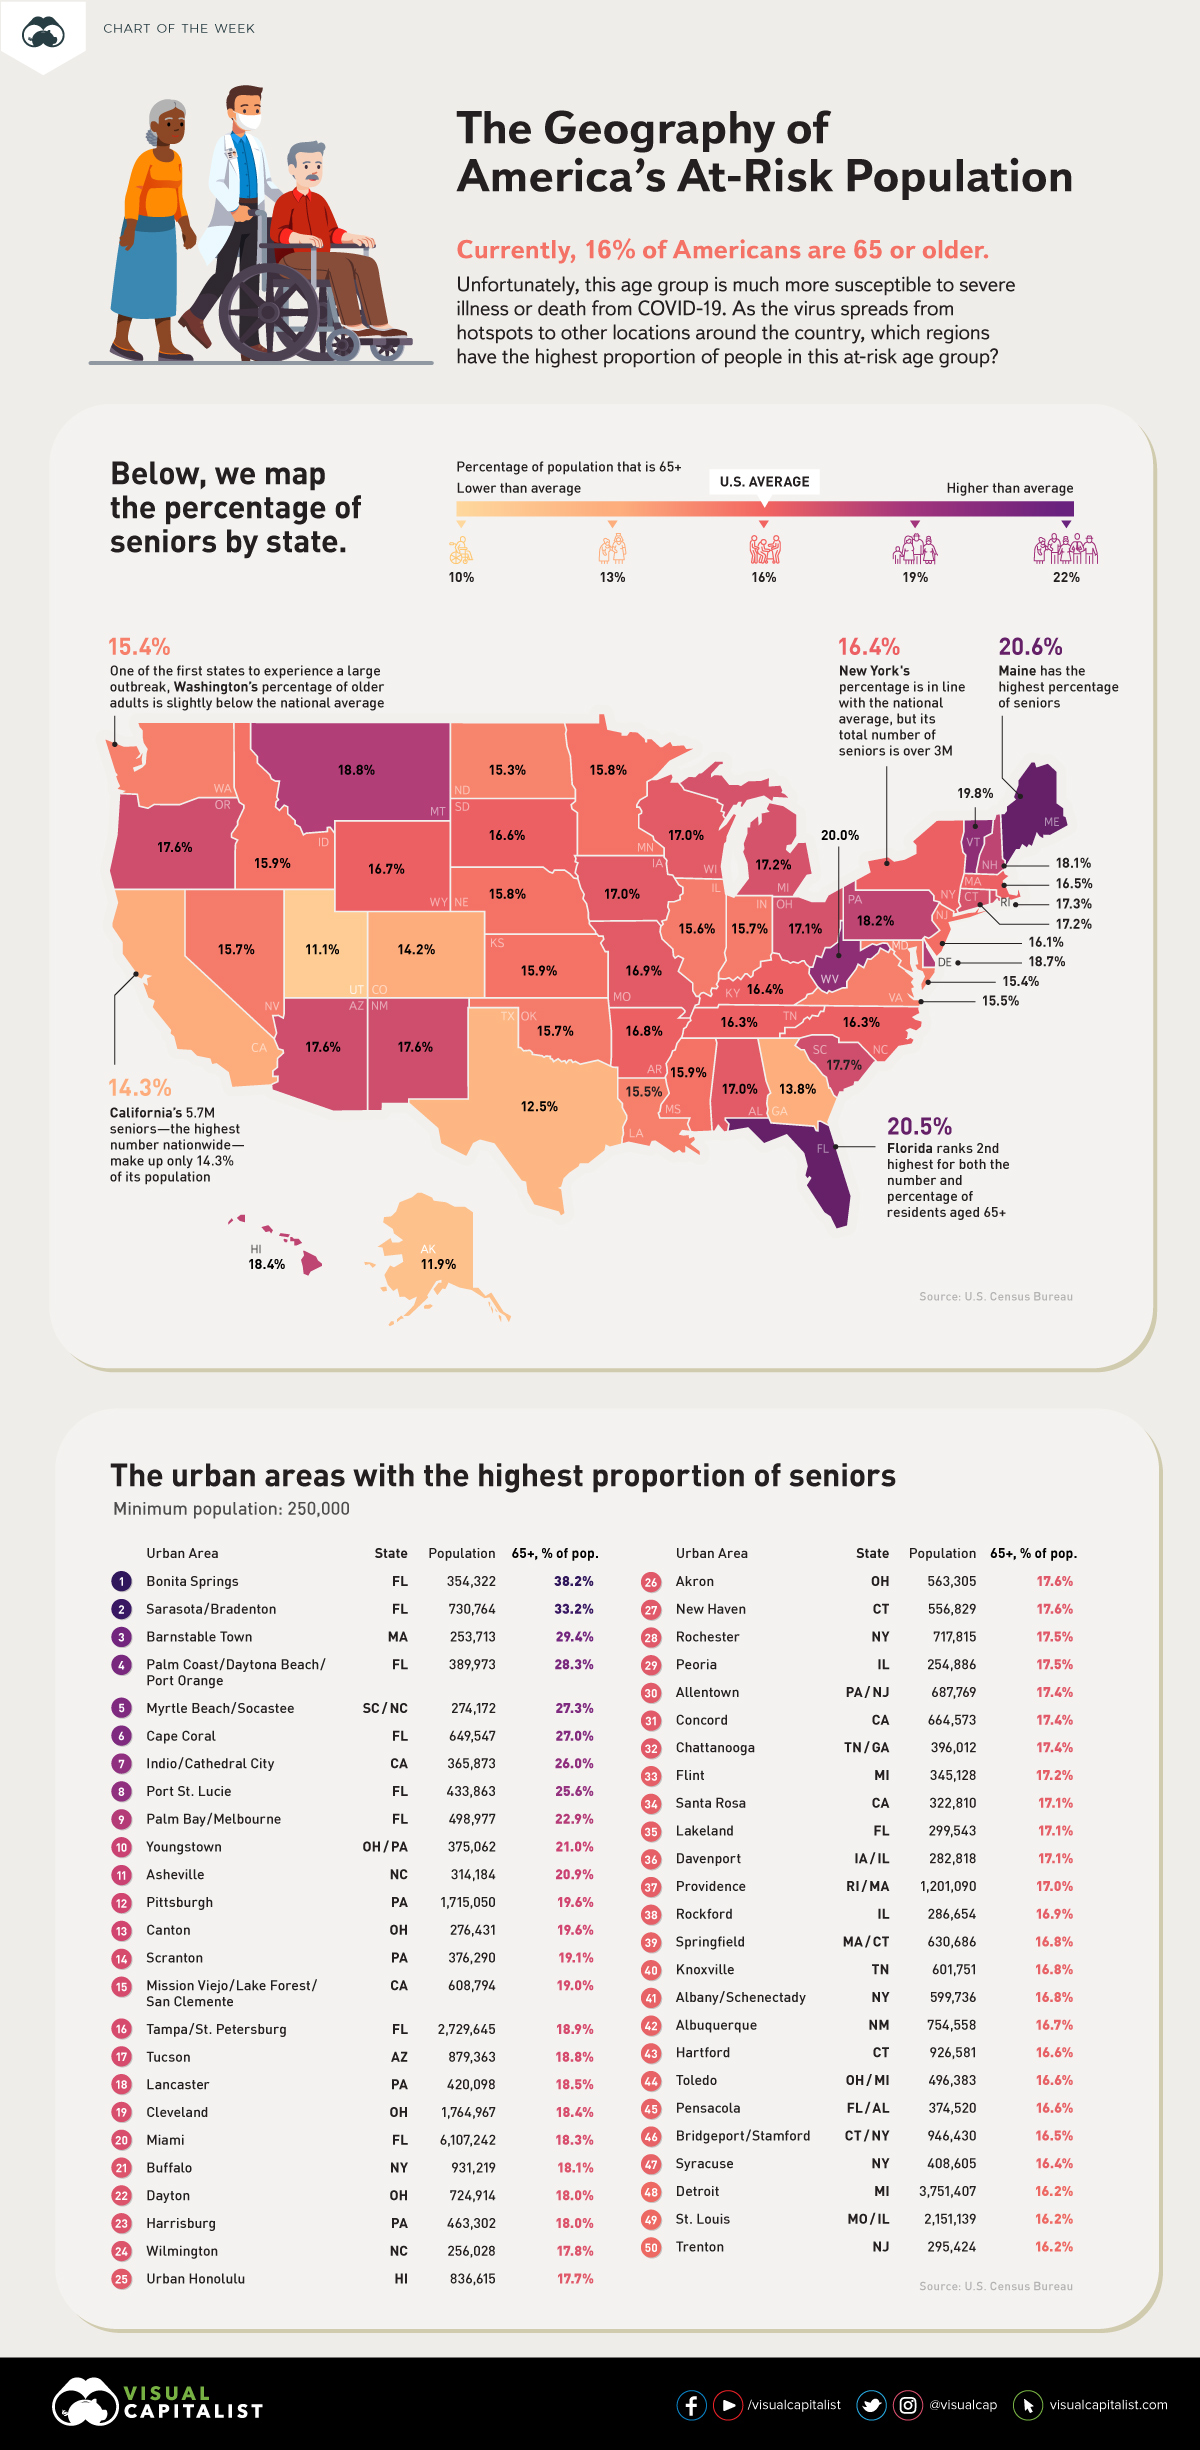 CHART OF THE WEEK
The Geography of
America's At-Risk Population
Currently, 16% of Americans are 65 or older.
Unfortunately, this age group is much more susceptible to severe
illness or death from COVID-19. As the virus spreads from
hotspots to other locations around the country, which regions
have the highest proportion of people in this at-risk age group?
Below, we map
the percentage of
seniors by state.
Percentage of population that is 65+
Lower than average
U.S. AVERAGE
Higher than average
10%
13%
16%
19%
22%
15.4%
One of the first states to experience a large
outbreak, Washington's percentage of older
adults is slightly below the national average
16.4%
New York's
percentage is in line
with the national
average, but its
total number of
seniors is over 3M
20.6%
Maine has the
highest percentage
of seniors
WA
OR
17.6%
ID
15.9%
18.8%
MT
15.3%
ND
SD
16.6%
15.8%
MN
16.7%
WY
NE
15.8%
IA
17.0%
17.0%
WI
17.2%
MI
20.0%
19.8%
VT
NH
ME
18.1%
MA
16.5%
CT
RI
17.3%
17.2%
NY
NJ
16.1%
DE
18.7%
MD
15.4%
VA
15.5%
PA
18.2%
IL
15.6%
IN
15.7%
OH
17.1%
WV
KY
16.4%
15.7%
NV
11.1%
UT
CO
14.2%
KS
15.9%
16.9%
MO
CA
AZ
NM
17.6%
17.6%
TX
OK
15.7%
12.5%
16.8%
AR
16.3%
TN
16.3%
NC
SC
17.7%
15.5%
LA
15.9%
MS
17.0%
AL
GA
13.8%
FL
14.3%
California's 5.7M
seniors—the highest
number nationwide—
make up only 14.3%
of its population
20.5%
Florida ranks 2nd
highest for both the
number and
percentage of
residents aged 65+
HI
18.4%
AK
11.9%
Source: U.S. Census Bureau
The urban areas with the highest proportion of seniors
Minimum population: 250,000
Urban Area State Population 65+, % of pop.
1 Bonita Springs FL 354,322 38.2%
2 Sarasota/Bradenton FL 730,764 33.2%
3 Barnstable Town MA 253,713 29.4%
4 Palm Coast/Daytona Beach/ FL 389,973 28.3%
Port Orange
5 Myrtle Beach/Socastee SC/NC 274,172 27.3%
6 Cape Coral FL 649,547 27.0%
7 Indio/Cathedral City CA 365,873 26.0%
8 Port St. Lucie FL 433,863 25.6%
9 Palm Bay/Melbourne FL 498,977 22.9%
10 Youngstown OH/PA 375,062 21.0%
11 Asheville NC 314,184 20.9%
12 Pittsburgh PA 1,715,050 19.6%
13 Canton OH 276,431 19.6%
14 Scranton PA 376,290 19.1%
15 Mission Viejo/Lake Forest/ CA 608,794 19.0%
San Clemente
16 Tampa/St. Petersburg FL 2,729,645 18.9%
17 Tucson AZ 879,363 18.8%
18 Lancaster PA 420,098 18.5%
19 Cleveland OH 1,764,967 18.4%
20 Miami FL 6,107,242 18.3%
21 Buffalo NY 931,219 18.1%
22 Dayton OH 724,914 18.0%
23 Harrisburg PA 463,302 18.0%
24 Wilmington NC 256,028 17.8%
25 Urban Honolulu HI 836,615 17.7%
Urban Area State Population 65+, % of pop.
26 Akron OH 563,305 17.6%
27 New Haven CT 556,829 17.6%
28 Rochester NY 717,815 17.5%
29 Peoria IL 254,886 17.5%
30 Allentown PA/NJ 687,769 17.4%
31 Concord CA 664,573 17.4%
32 Chattanooga TN/GA 396,012 17.4%
33 Flint MI 345,128 17.2%
34 Santa Rosa CA 322,810 17.1%
35 Lakeland FL 299,543 17.1%
36 Davenport IA/IL 282,818 17.1%
37 Providence RI/MA 1,201,090 17.0%
38 Rockford IL 286,654 16.9%
39 Springfield MA/CT 630,686 16.8%
40 Knoxville TN 601,751 16.8%
41 Albany/Schenectady NY 599,736 16.8%
42 Albuquerque NM 754,558 16.7%
43 Hartford CT 926,581 16.6%
44 Toledo OH/MI 496,383 16.6%
45 Pensacola FL/AL 374,520 16.6%
46 Bridgeport/Stamford CT/NY 946,430 16.5%
47 Syracuse NY 408,605 16.4%
48 Detroit MI 3,751,407 16.2%
49 St. Louis MO/IL 2,151,139 16.2%
50 Trenton NJ 295,424 16.2%
Source: U.S. Census Bureau
VISUAL
CAPITALIST
/visualcapitalist
@visualcap
visualcapitalist.com